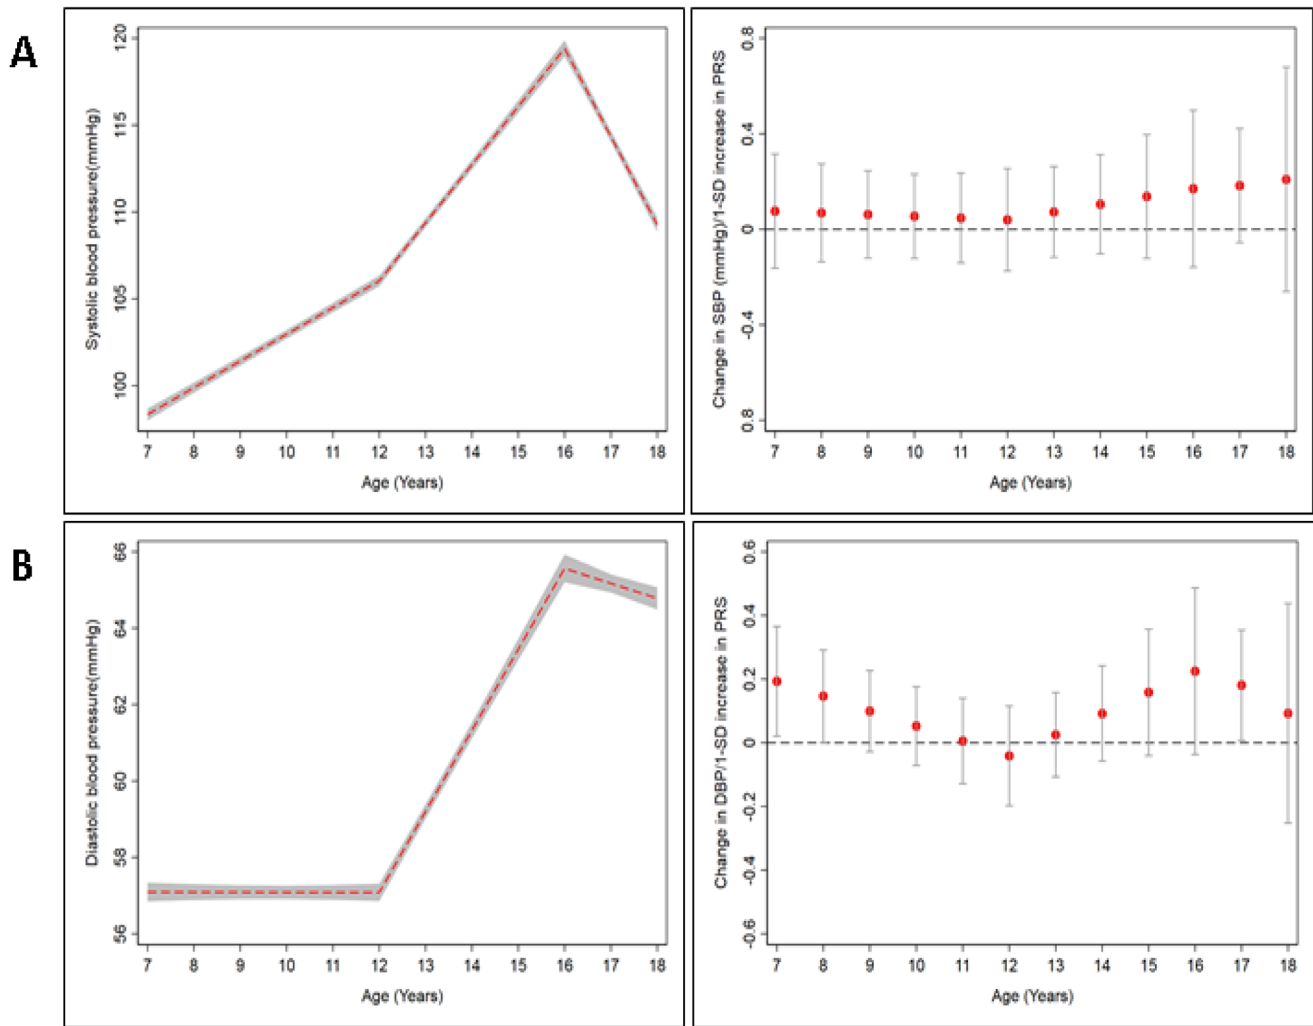 A
Systolic blood pressure(mmHg)
120
115
110
105
100
7 8 9 10 11 12 13 14 15 16 17 18
Age (Years)
Change in SBP (mmHg)/1-SD increase in PRS
0.8
0.4
0
-0.4
0.8
7 8 9 10 11 12 13 14 15 16 17 18
Age (Years)
B
Diastolic blood pressure(mmHg)
66
64
62
60
58
56
7 8 9 10 11 12 13 14 15 16 17 18
Age (Years)
Change in DBP/1-SD increase in PRS
0.6
0.4
0.2
0
-0.2
-0.4
-0.6
7 8 9 10 11 12 13 14 15 16 17 18
Age (Years)